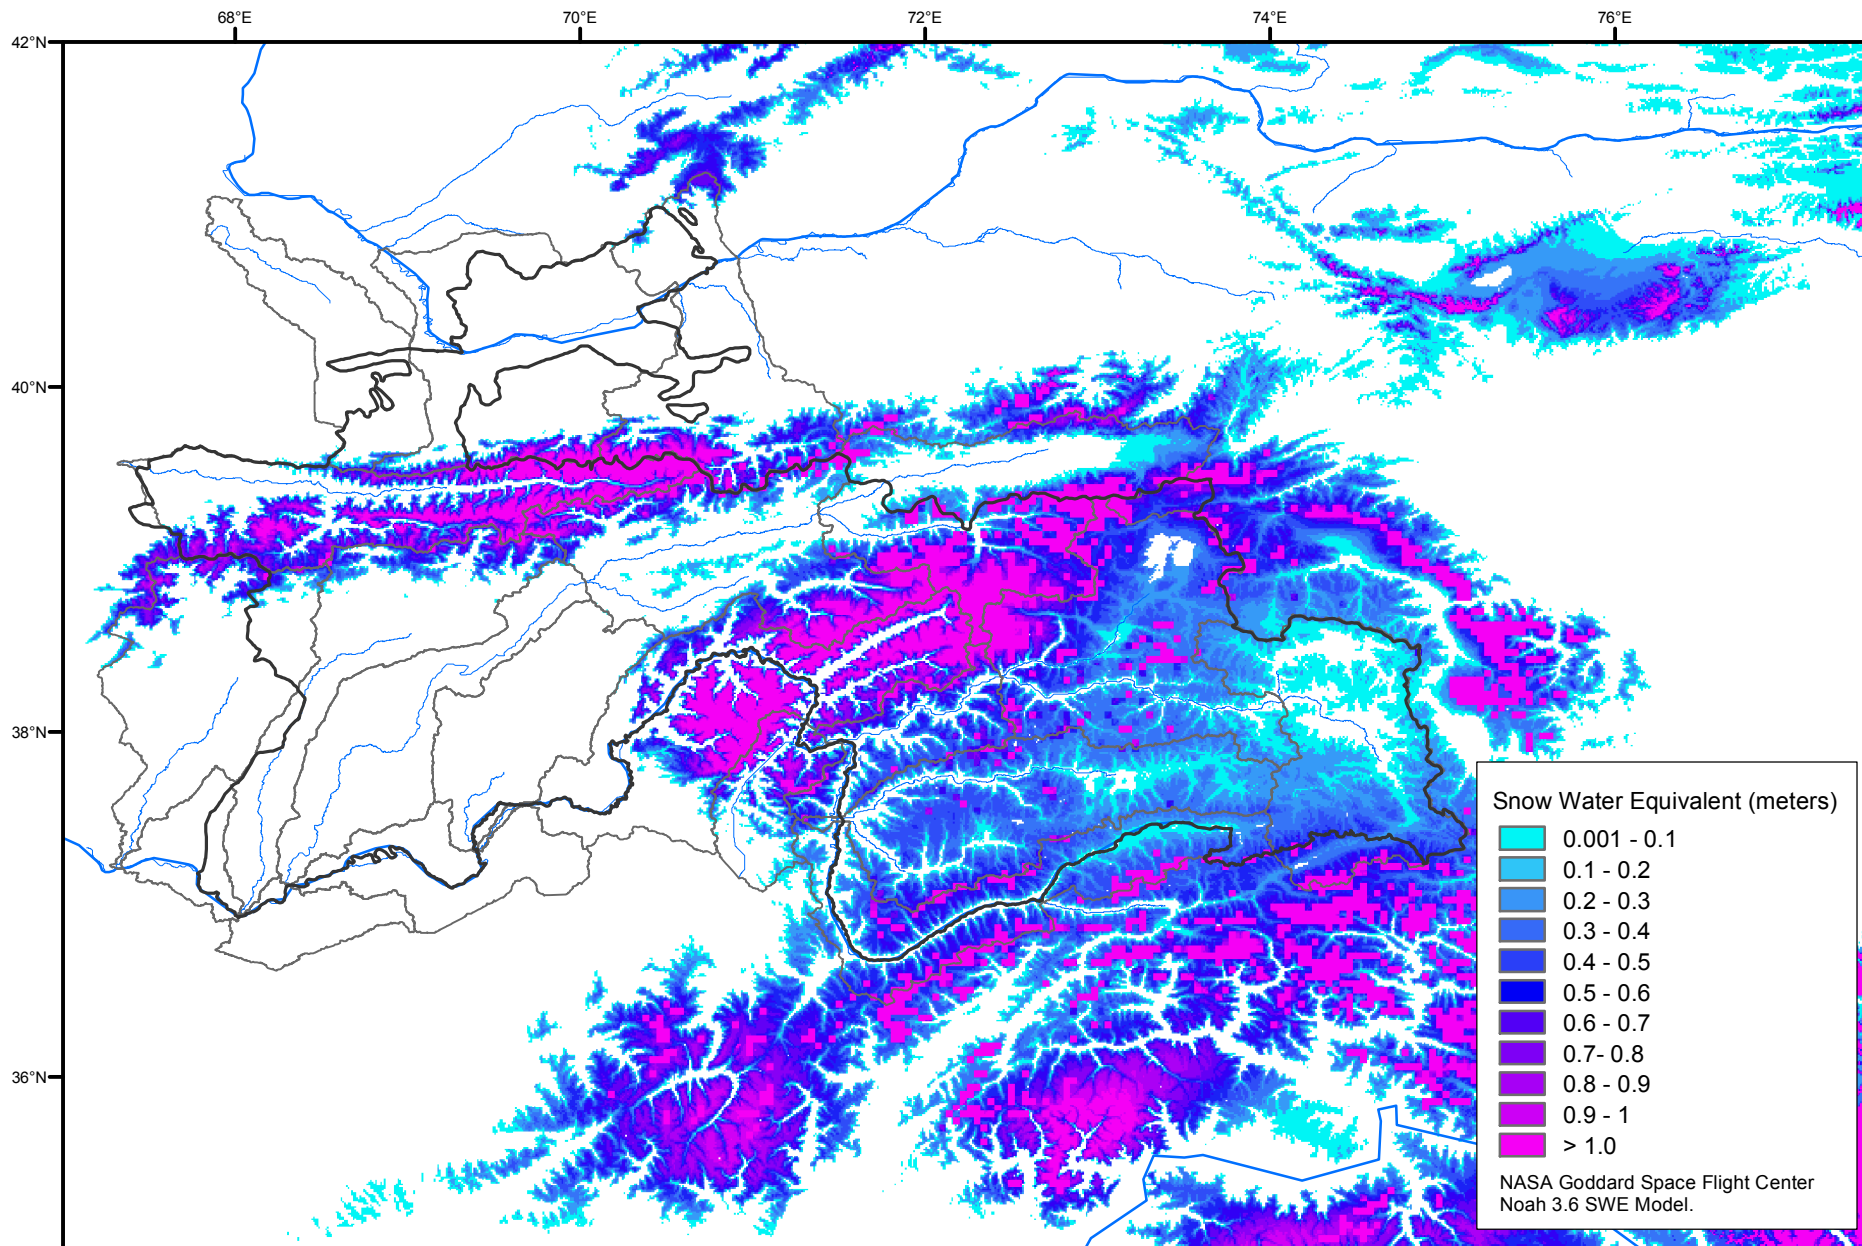 68°E
70°E
72°E
74°E
76°E
42°N
40°N
38°N
36°N
Snow Water Equivalent (meters)
0.001 - 0.1
0.1 - 0.2
0.2 - 0.3
0.3 - 0.4
0.4 - 0.5
0.5 - 0.6
0.6 - 0.7
0.7- 0.8
0.8 - 0.9
0.9 - 1
> 1.0
NASA Goddard Space Flight Center
Noah 3.6 SWE Model.